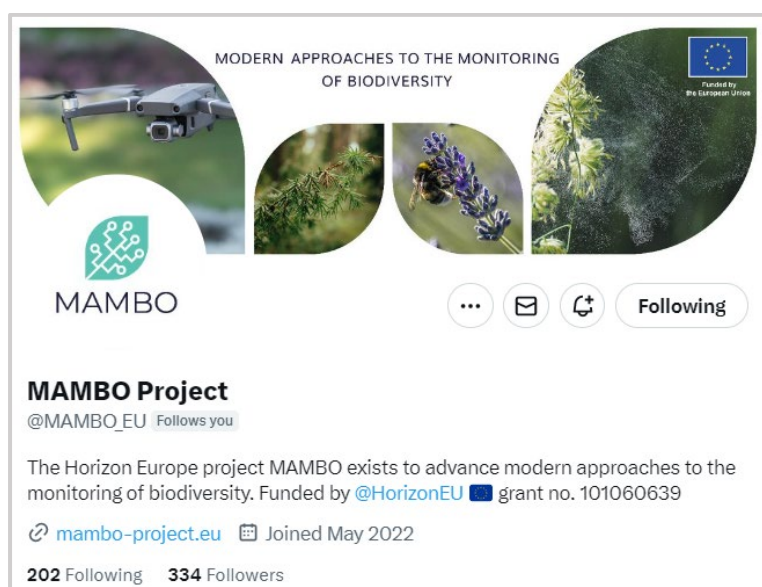 MODERN APPROACHES TO THE MONITORING
OF BIODIVERSITY
Funded by
the European Union
MAMBO
Following
MAMBO Project
@MAMBO_EU Follows you
The Horizon Europe project MAMBO exists to advance modern approaches to the
monitoring of biodiversity. Funded by @HorizonEU 🇪🇺 grant no. 101060639
mambo-project.eu Joined May 2022
202 Following 334 Followers